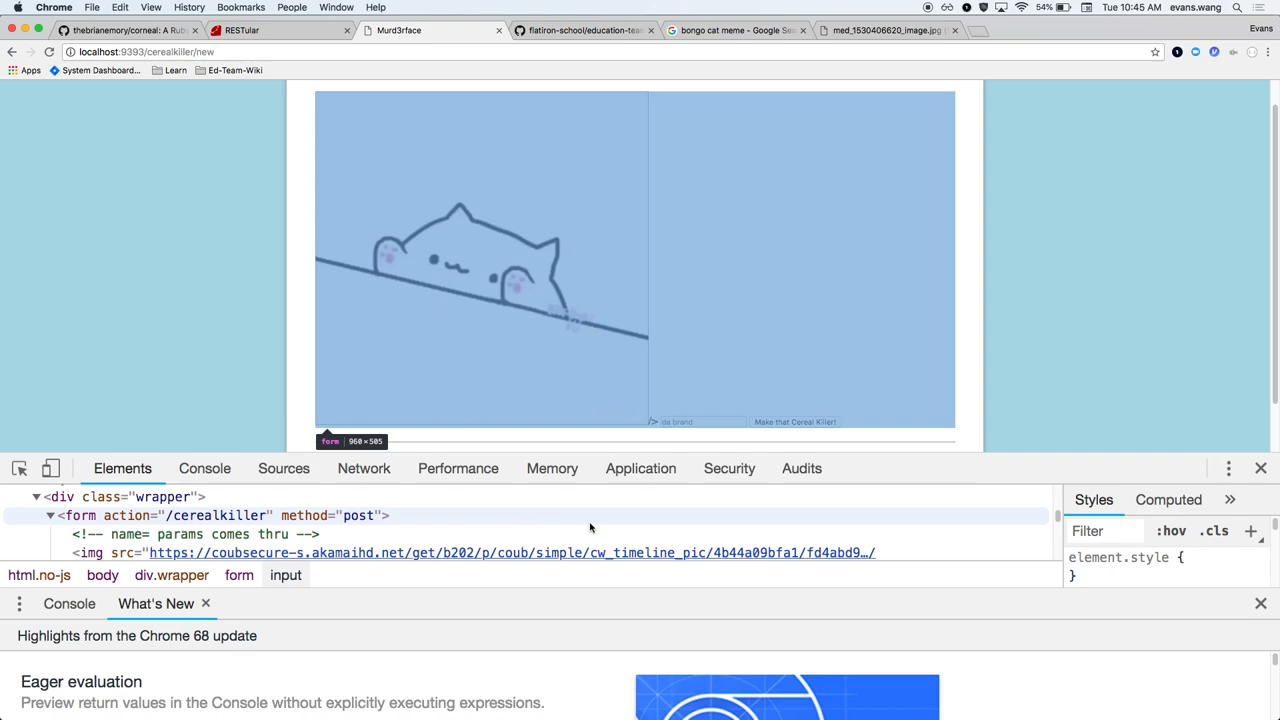 Chrome File Edit View History Bookmarks People Window Help 54% Tue 10:45 AM evans.wang
thebrianemory/corneal: A Rub RESTular Murd3rface flatiron-school/education-tea bongo cat meme - Google Sea med_1530406620_image.jpg ( Evans
localhost:9393/cerealkiller/new
Apps System Dashboard... Learn Ed-Team-Wiki
/> da brand Make that Cereal Killer!
form 960×505
Elements Console Sources Network Performance Memory Application Security Audits
<div class="wrapper">
Styles Computed
<form action="/cerealkiller" method="post">
<!-- name= params comes thru -->
Filter :hov .cls
<img src="https://coubsecure-s.akamaihd.net/get/b202/p/coub/simple/cw_timeline_pic/4b44a09bfa1/fd4abd9…/
element.style {
}
html.no-js body div.wrapper form input
Console What's New
Highlights from the Chrome 68 update
Eager evaluation
Preview return values in the Console without explicitly executing expressions.